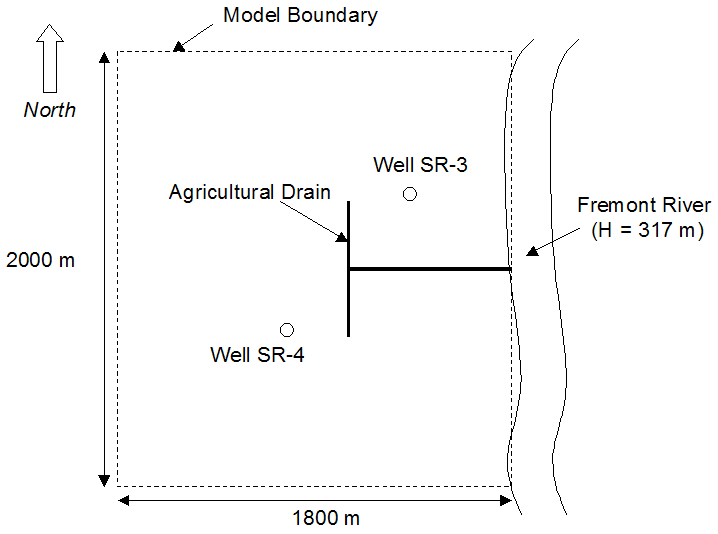 Model Boundary
North
Well SR-3
Agricultural Drain
Fremont River
(H = 317 m)
2000 m
Well SR-4
1800 m